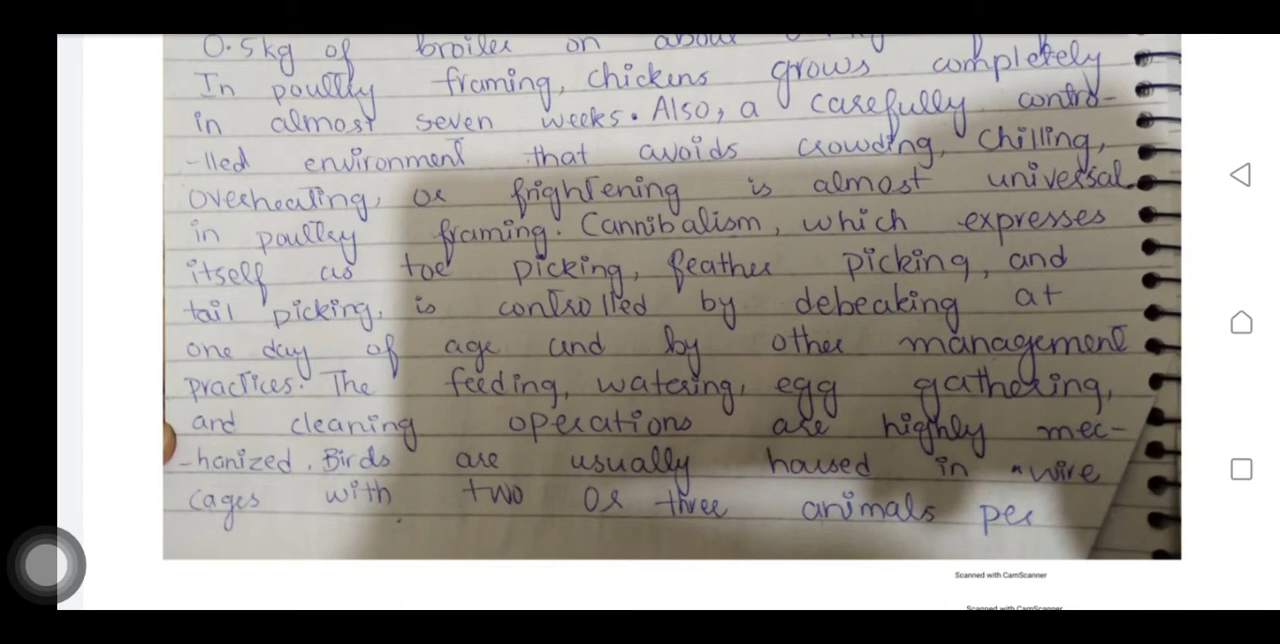 0.5kg of broiler on about
In poultry framing, chickens grows completely
in almost seven weeks. Also, a carefully contro-
-lled environment that avoids crowding, chilling,
overheating, or frightening is almost universal
in poultry framing. Cannibalism, which expresses
itself as toe picking, feather picking, and
tail picking, is controlled by debeaking at
one day of age and by other management
practices. The feeding, watering, egg gathering,
and cleaning operations are highly mec-
-hanized. Birds are usually housed in wire
cages with two or three animals per
Scanned with CamScanner
Scanned with CamScanner